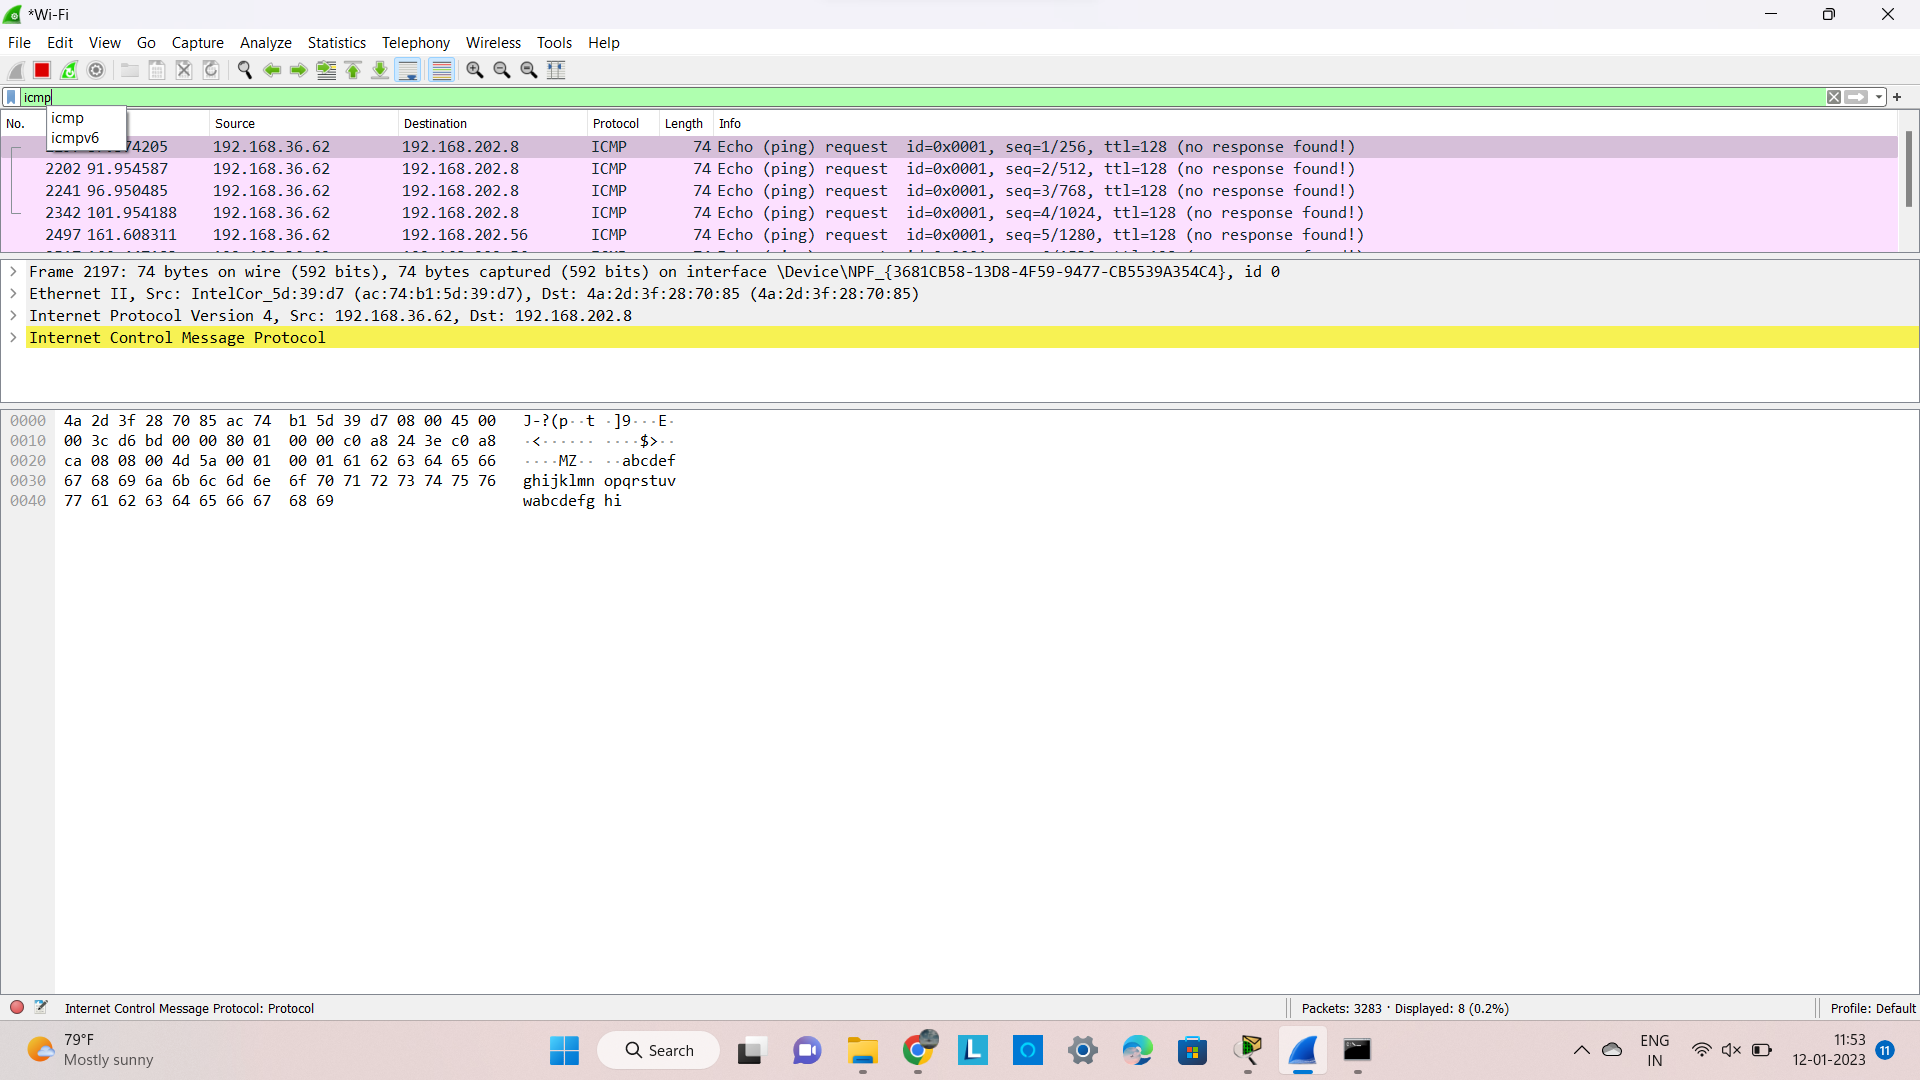 *Wi-Fi
File Edit View Go Capture Analyze Statistics Telephony Wireless Tools Help
icmp
icmp
icmpv6
No. Source Destination Protocol Length Info
74205 192.168.36.62 192.168.202.8 ICMP 74 Echo (ping) request id=0x0001, seq=1/256, ttl=128 (no response found!)
2202 91.954587 192.168.36.62 192.168.202.8 ICMP 74 Echo (ping) request id=0x0001, seq=2/512, ttl=128 (no response found!)
2241 96.950485 192.168.36.62 192.168.202.8 ICMP 74 Echo (ping) request id=0x0001, seq=3/768, ttl=128 (no response found!)
2342 101.954188 192.168.36.62 192.168.202.8 ICMP 74 Echo (ping) request id=0x0001, seq=4/1024, ttl=128 (no response found!)
2497 161.608311 192.168.36.62 192.168.202.56 ICMP 74 Echo (ping) request id=0x0001, seq=5/1280, ttl=128 (no response found!)
Frame 2197: 74 bytes on wire (592 bits), 74 bytes captured (592 bits) on interface \Device\NPF_{3681CB58-13D8-4F59-9477-CB5539A354C4}, id 0
Ethernet II, Src: IntelCor_5d:39:d7 (ac:74:b1:5d:39:d7), Dst: 4a:2d:3f:28:70:85 (4a:2d:3f:28:70:85)
Internet Protocol Version 4, Src: 192.168.36.62, Dst: 192.168.202.8
Internet Control Message Protocol
0000 4a 2d 3f 28 70 85 ac 74 b1 5d 39 d7 08 00 45 00 J-?(p··t ·]9···E·
0010 00 3c d6 bd 00 00 80 01 00 00 c0 a8 24 3e c0 a8 ·<······ ····$>··
0020 ca 08 08 00 4d 5a 00 01 00 01 61 62 63 64 65 66 ····MZ·· ··abcdef
0030 67 68 69 6a 6b 6c 6d 6e 6f 70 71 72 73 74 75 76 ghijklmn opqrstuv
0040 77 61 62 63 64 65 66 67 68 69 wabcdefg hi
Internet Control Message Protocol: Protocol
Packets: 3283 · Displayed: 8 (0.2%)
Profile: Default
79°F
Mostly sunny
Search
ENG
IN
11:53
12-01-2023
11